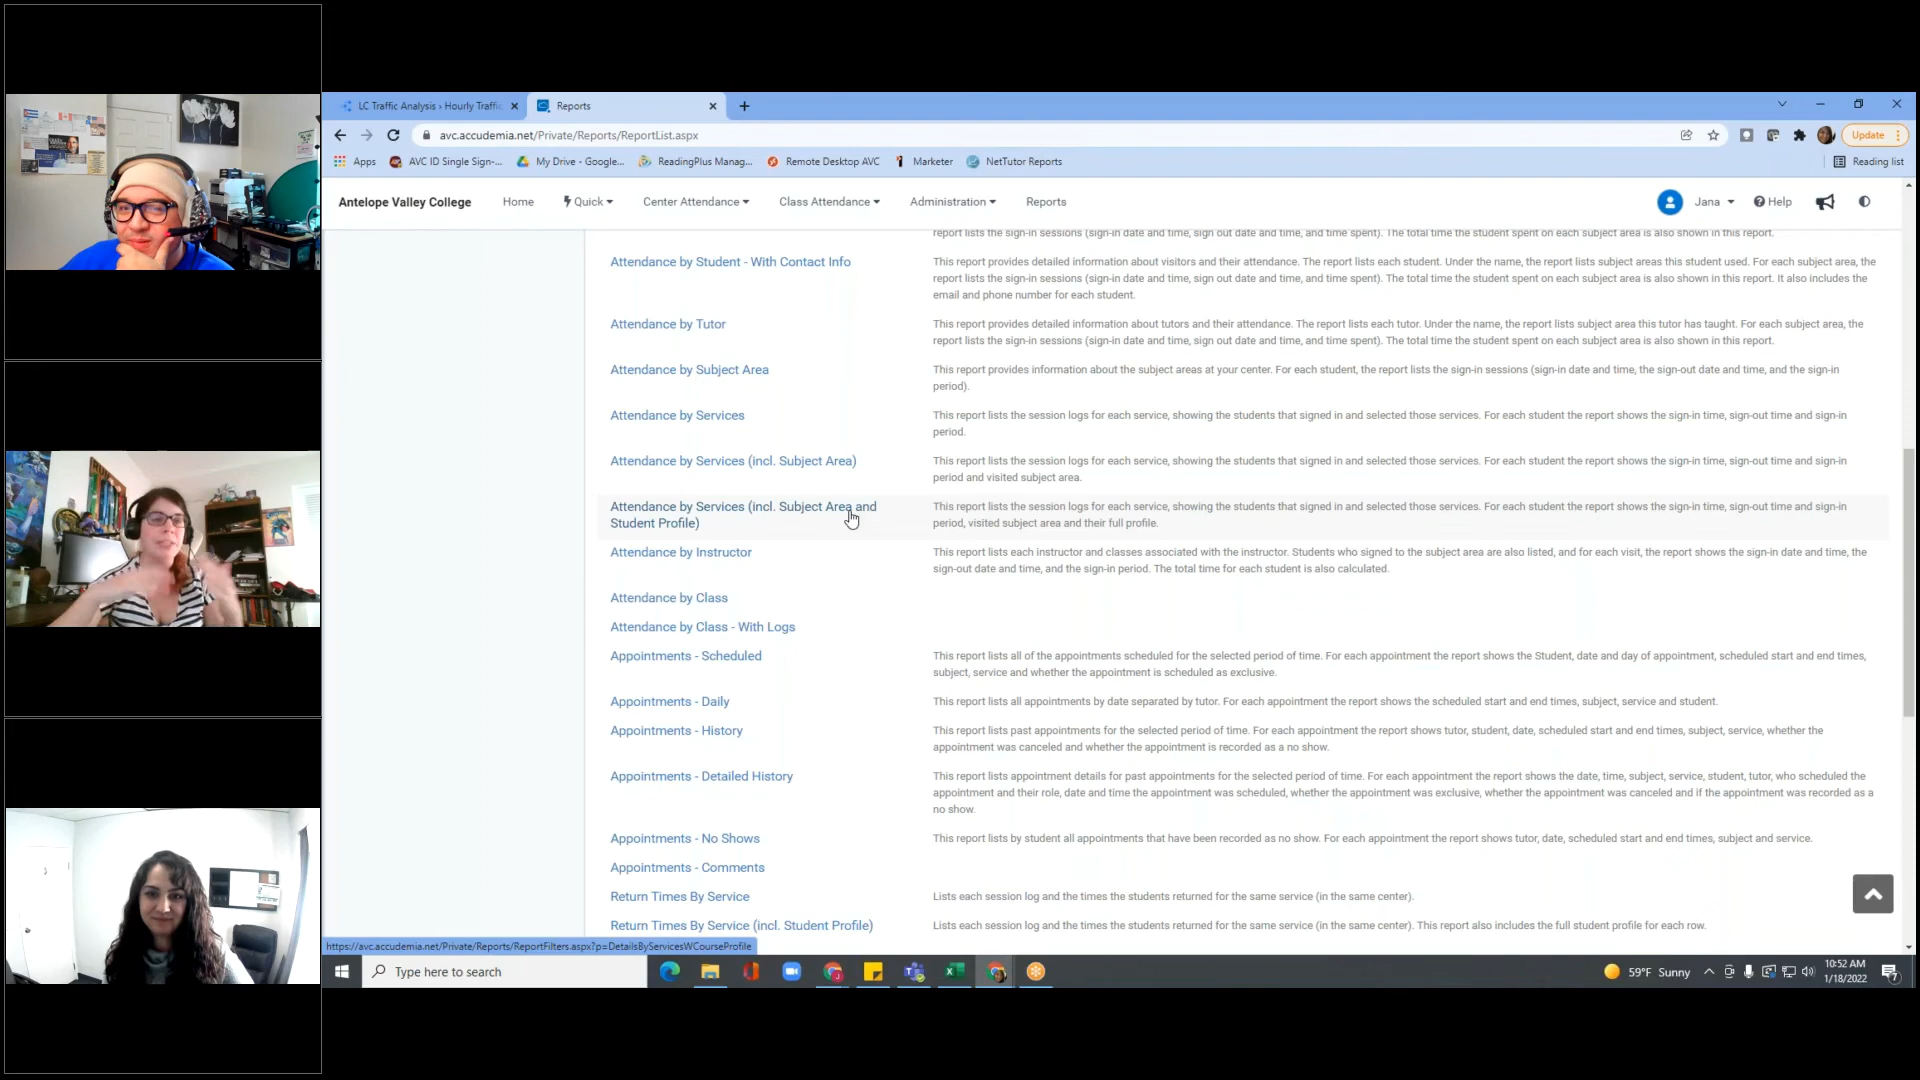 LC Traffic Analysis › Hourly Traffic
Reports
avc.accudemia.net/Private/Reports/ReportList.aspx
Update
Apps
AVC ID Single Sign-...
My Drive - Google...
ReadingPlus Manag...
Remote Desktop AVC
Marketer
NetTutor Reports
Reading list
Antelope Valley College
Home
Quick
Center Attendance
Class Attendance
Administration
Reports
Jana
Help
report lists the sign-in sessions (sign-in date and time, sign out date and time, and time spent). The total time the student spent on each subject area is also shown in this report.
Attendance by Student - With Contact Info
This report provides detailed information about visitors and their attendance. The report lists each student. Under the name, the report lists subject areas this student used. For each subject area, the
report lists the sign-in sessions (sign-in date and time, sign out date and time, and time spent). The total time the student spent on each subject area is also shown in this report. It also includes the
email and phone number for each student.
Attendance by Tutor
This report provides detailed information about tutors and their attendance. The report lists each tutor. Under the name, the report lists subject area this tutor has taught. For each subject area, the
report lists the sign-in sessions (sign-in date and time, sign out date and time, and time spent). The total time the student spent on each subject area is also shown in this report.
Attendance by Subject Area
This report provides information about the subject areas at your center. For each student, the report lists the sign-in sessions (sign-in date and time, the sign-out date and time, and the sign-in
period).
Attendance by Services
This report lists the session logs for each service, showing the students that signed in and selected those services. For each student the report shows the sign-in time, sign-out time and sign-in
period.
Attendance by Services (incl. Subject Area)
This report lists the session logs for each service, showing the students that signed in and selected those services. For each student the report shows the sign-in time, sign-out time and sign-in
period and visited subject area.
Attendance by Services (incl. Subject Area and
Student Profile)
This report lists the session logs for each service, showing the students that signed in and selected those services. For each student the report shows the sign-in time, sign-out time and sign-in
period, visited subject area and their full profile.
Attendance by Instructor
This report lists each instructor and classes associated with the instructor. Students who signed to the subject area are also listed, and for each visit, the report shows the sign-in date and time, the
sign-out date and time, and the sign-in period. The total time for each student is also calculated.
Attendance by Class
Attendance by Class - With Logs
Appointments - Scheduled
This report lists all of the appointments scheduled for the selected period of time. For each appointment the report shows the Student, date and day of appointment, scheduled start and end times,
subject, service and whether the appointment is scheduled as exclusive.
Appointments - Daily
This report lists all appointments by date separated by tutor. For each appointment the report shows the scheduled start and end times, subject, service and student.
Appointments - History
This report lists past appointments for the selected period of time. For each appointment the report shows tutor, student, date, scheduled start and end times, subject, service, whether the
appointment was canceled and whether the appointment is recorded as a no show.
Appointments - Detailed History
This report lists appointment details for past appointments for the selected period of time. For each appointment the report shows the date, time, subject, service, student, tutor, who scheduled the
appointment and their role, date and time the appointment was scheduled, whether the appointment was exclusive, whether the appointment was canceled and if the appointment was recorded as a
no show.
Appointments - No Shows
This report lists by student all appointments that have been recorded as no show. For each appointment the report shows tutor, date, scheduled start and end times, subject and service.
Appointments - Comments
Return Times By Service
Lists each session log and the times the students returned for the same service (in the same center).
Return Times By Service (incl. Student Profile)
Lists each session log and the times the students returned for the same service (in the same center). This report also includes the full student profile for each row.
https://avc.accudemia.net/Private/Reports/ReportFilters.aspx?p=DetailsByServicesWCourseProfile
Type here to search
59°F Sunny
10:52 AM
1/18/2022
7